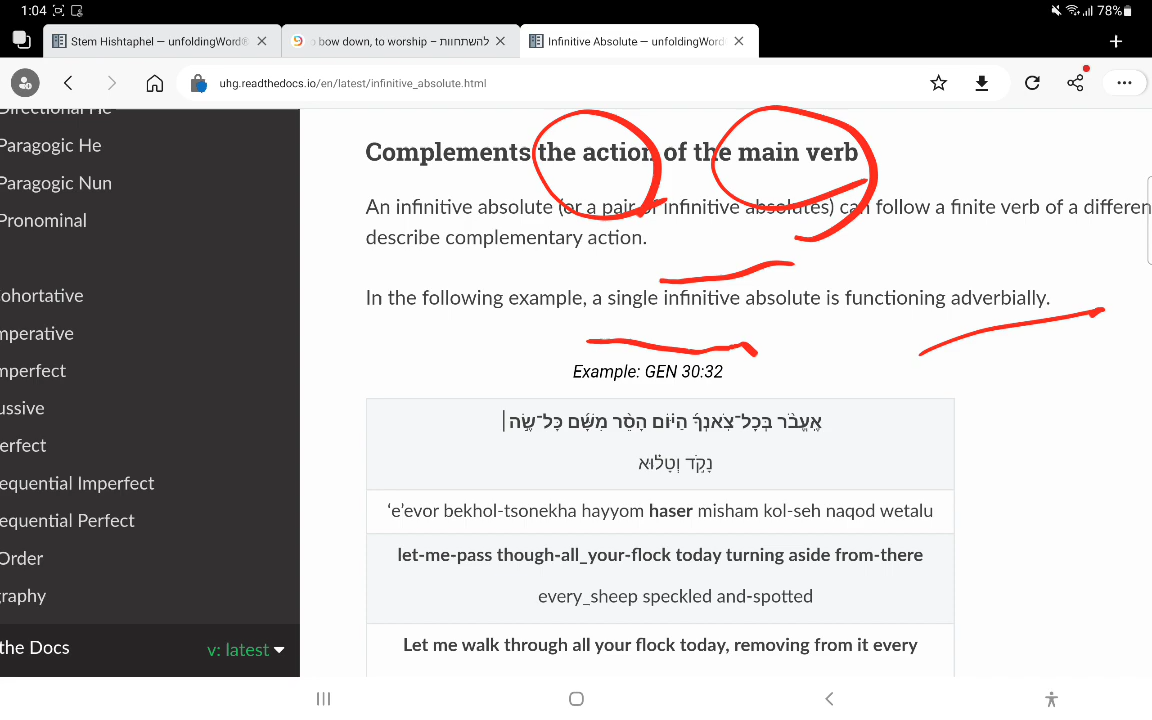 1:04
78%
Stem Hishtaphel — unfoldingWord®
bow down, to worship – להשתחוות
Infinitive Absolute — unfoldingWord
uhg.readthedocs.io/en/latest/infinitive_absolute.html
Directional He
Paragogic He
Paragogic Nun
Pronominal
ohortative
mperative
mperfect
ussive
erfect
equential Imperfect
equential Perfect
Order
raphy
the Docs
v: latest
Complements the action of the main verb
An infinitive absolute (or a pair of infinitive absolutes) can follow a finite verb of a differen
describe complementary action.
In the following example, a single infinitive absolute is functioning adverbially.
Example: GEN 30:32
אֶֽעֱבֹ֨ר בְּכָל־צֹֽאנְךָ֜ הַיּ֗וֹם הָסֵ֨ר מִשָּׁ֜ם כָּל־שֶׂ֣ה ׀
נָקֹ֣ד וְטָל֗וּא
‘e’evor bekhol-tsonekha hayyom haser misham kol-seh naqod wetalu
let-me-pass though-all_your-flock today turning aside from-there
every_sheep speckled and-spotted
Let me walk through all your flock today, removing from it every